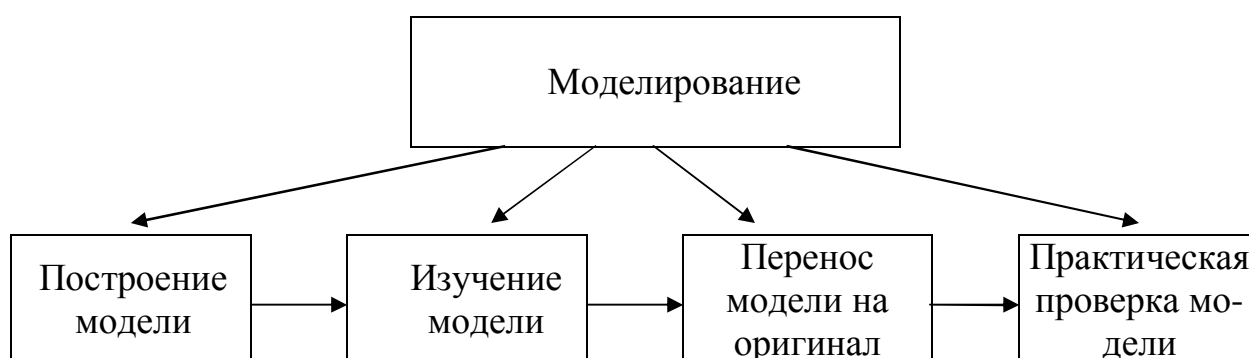 Моделирование
Построение
модели
Изучение
модели
Перенос
модели на
оригинал
Практическая
проверка мо-
дели